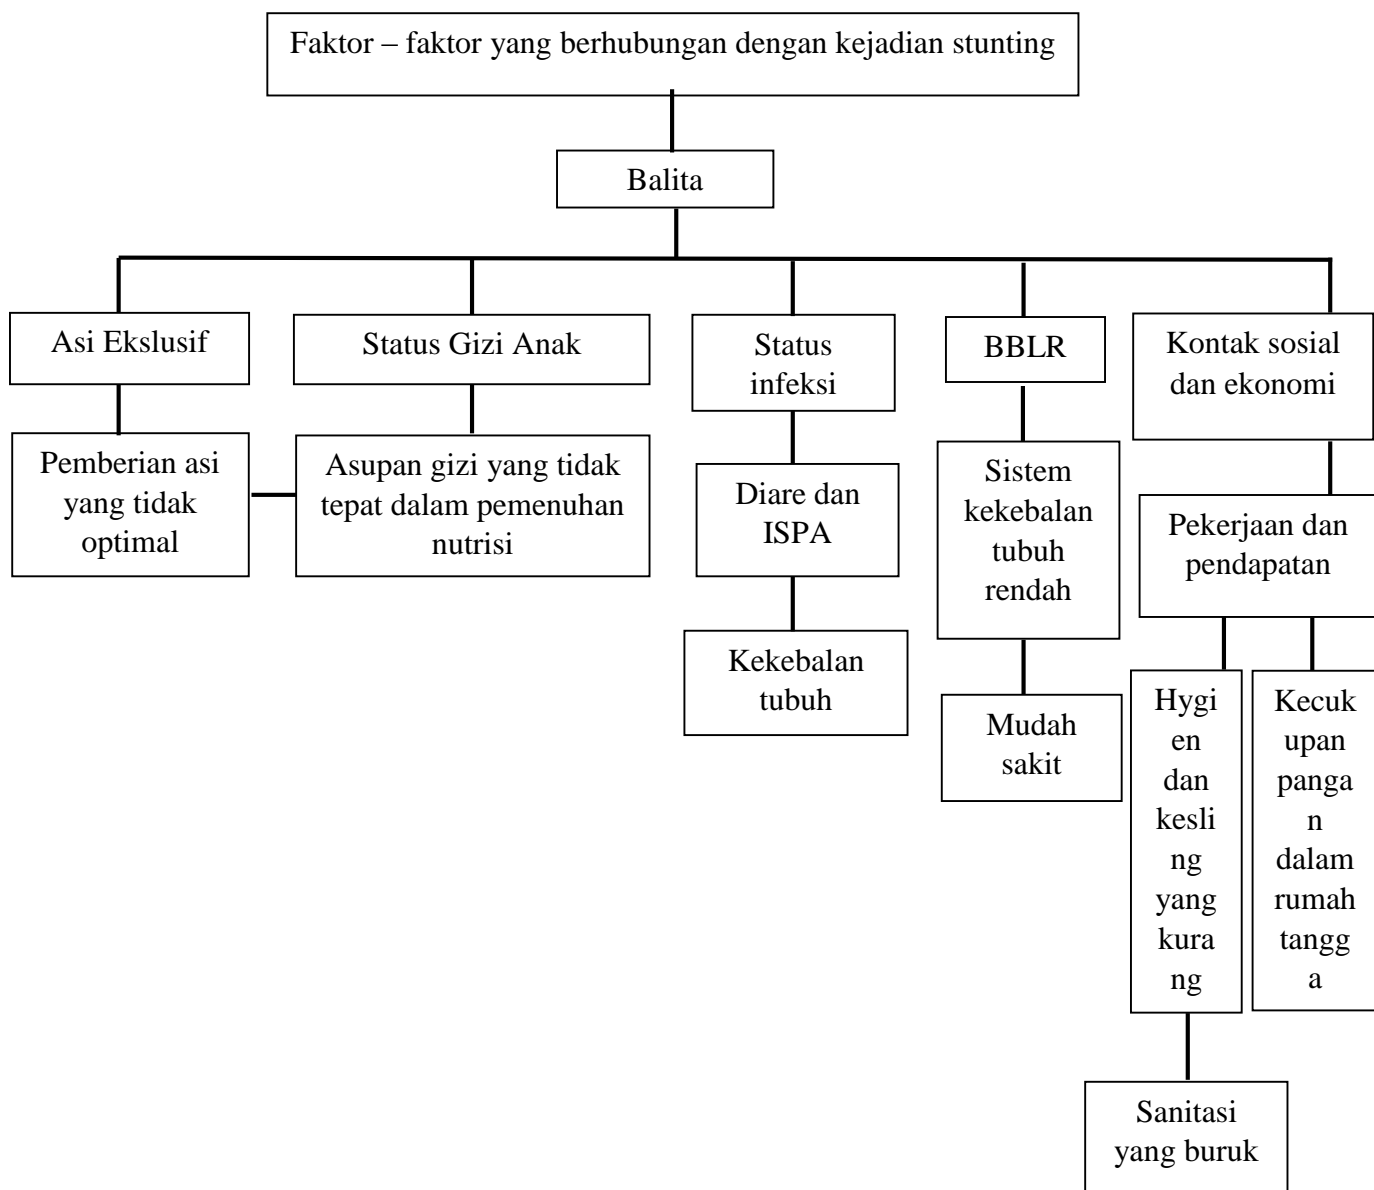 Faktor – faktor yang berhubungan dengan kejadian stunting
Balita
Asi Ekslusif
Status Gizi Anak
Status
infeksi
BBLR
Kontak sosial
dan ekonomi
Pemberian asi
yang tidak
optimal
Asupan gizi yang tidak
tepat dalam pemenuhan
nutrisi
Diare dan
ISPA
Sistem
kekebalan
tubuh
rendah
Pekerjaan dan
pendapatan
Kekebalan
tubuh
Mudah
sakit
Hygi
en
dan
kesli
ng
yang
kura
ng
Kecuk
upan
panga
n
dalam
rumah
tangg
a
Sanitasi
yang buruk